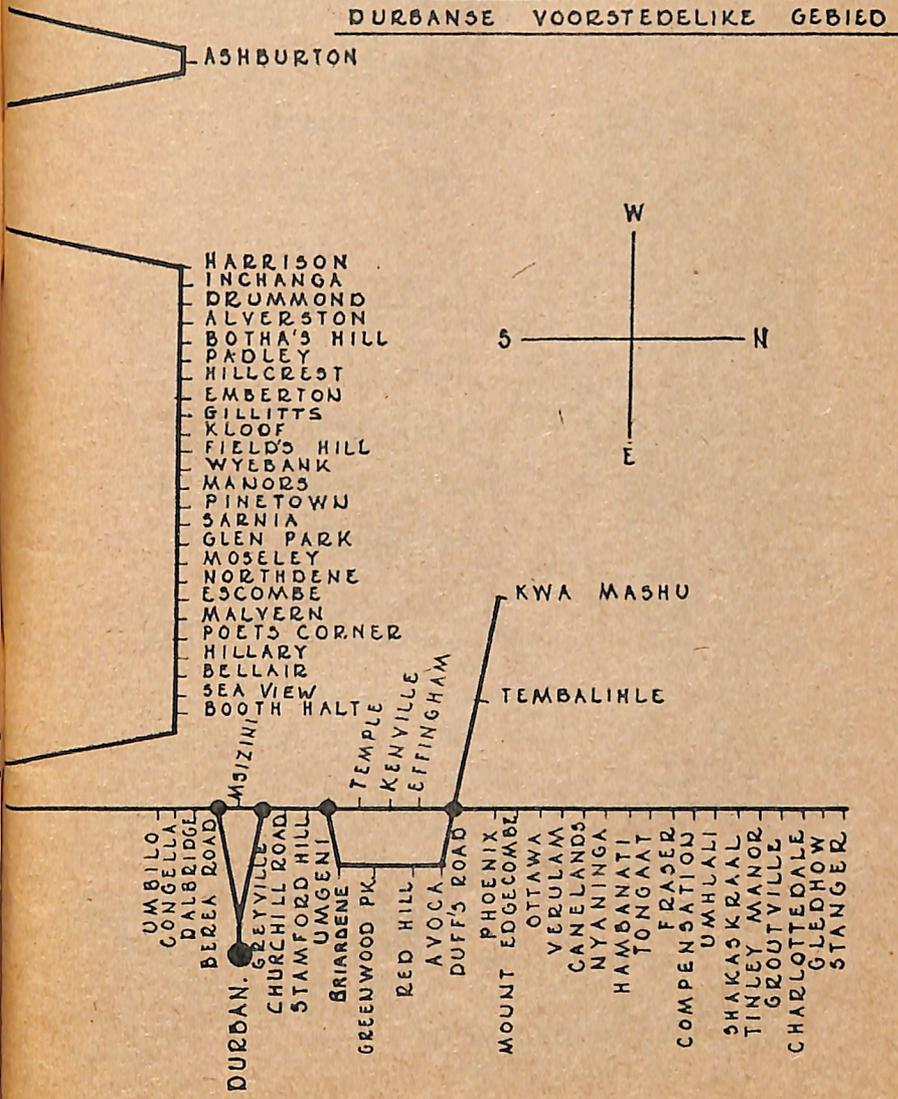 DURBANSE VOORSTEDELIKE GEBIED
ASHBURTON
W
S
N
E
HARRISON
INCHANGA
DRUMMOND
ALVERSTON
BOTHA'S HILL
PADLEY
HILLCREST
EMBERTON
GILLITTS
KLOOF
FIELD'S HILL
WYEBANK
MANORS
PINETOWN
SARNIA
GLEN PARK
MOSELEY
NORTHDENE
ESCOMBE
MALVERN
POETS CORNER
HILLARY
BELLAIR
SEA VIEW
BOOTH HALT
KWA MASHU
TEMBALIHLE
MSIZINI
TEMPLE
KENVILLE
EFFINGHAM
UMBILO
CONGELLA
DALBRIDGE
BEREA ROAD
DURBAN.
GREYVILLE
CHURCHILL ROAD
STAMFORD HILL
UMGENI
BRIARDENE
GREENWOOD PK.
RED HILL
AVOCA
DUFF'S ROAD
PHOENIX
MOUNT EDGECOMBE
OTTAWA
VERULAM
CANELANDS
NYANINGA
HAMBANATI
TONGAAT
FRASER
COMPENSATION
UMHLALI
SHAKASKRAAL
TINLEY MANOR
GROUTVILLE
CHARLOTTEDALE
GLEDHOW
STANGER